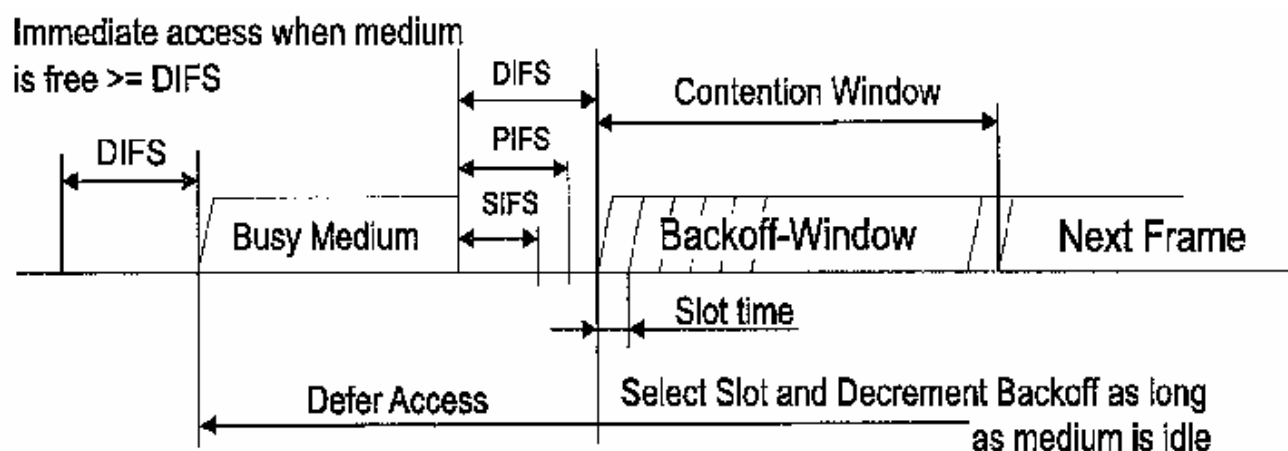 Immediate access when medium
is free >= DIFS
DIFS
DIFS
PIFS
SIFS
Contention Window
Busy Medium
Backoff-Window
Next Frame
Slot time
Defer Access
Select Slot and Decrement Backoff as long
as medium is idle